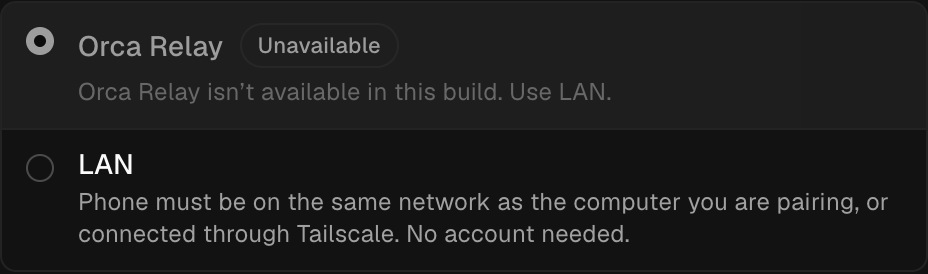 Orca Relay Unavailable
Orca Relay isn’t available in this build. Use LAN.
LAN
Phone must be on the same network as the computer you are pairing, or
connected through Tailscale. No account needed.